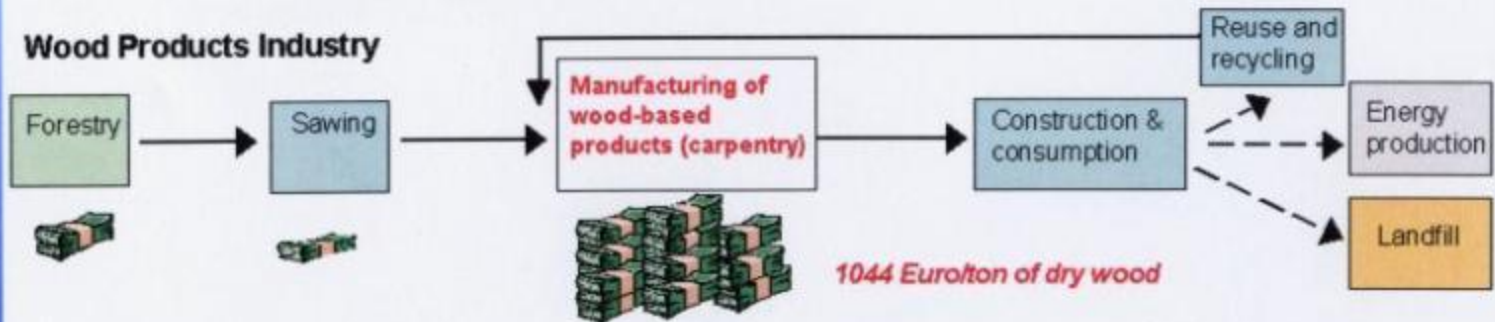 Wood Products Industry
Forestry
Sawing
Manufacturing of
wood-based
products (carpentry)
Construction &
consumption
Reuse and
recycling
Energy
production
Landfill
1044 Euro/ton of dry wood